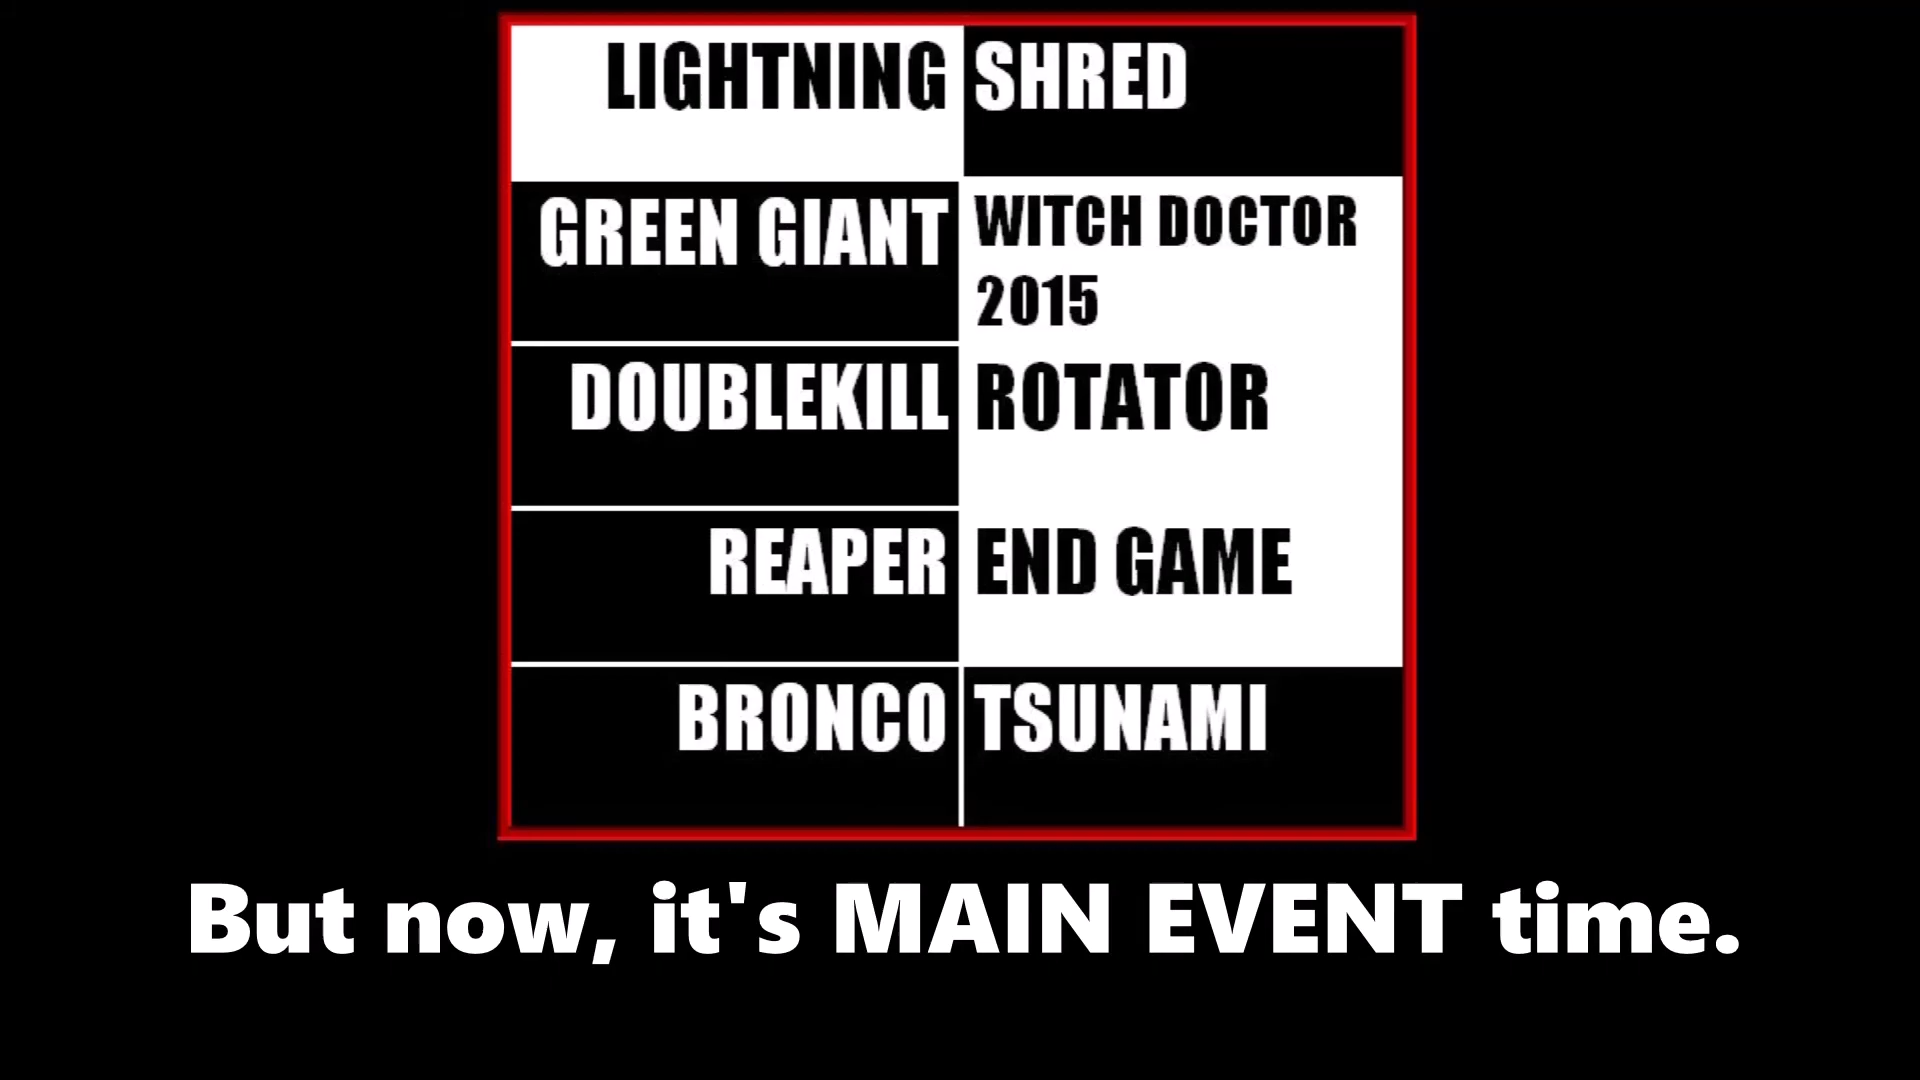 LIGHTNING SHRED
GREEN GIANT WITCH DOCTOR
2015
DOUBLEKILL ROTATOR
REAPER END GAME
BRONCO TSUNAMI
But now, it's MAIN EVENT time.